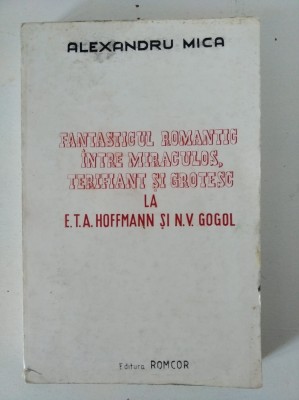 ALEXANDRU MICA
FANTASTICUL ROMANTIC
ÎNTRE MIRACULOS,
TERIFIANT ȘI GROTESC
LA
E.T.A. HOFFMANN ȘI N.V. GOGOL
Editura ROMCOR